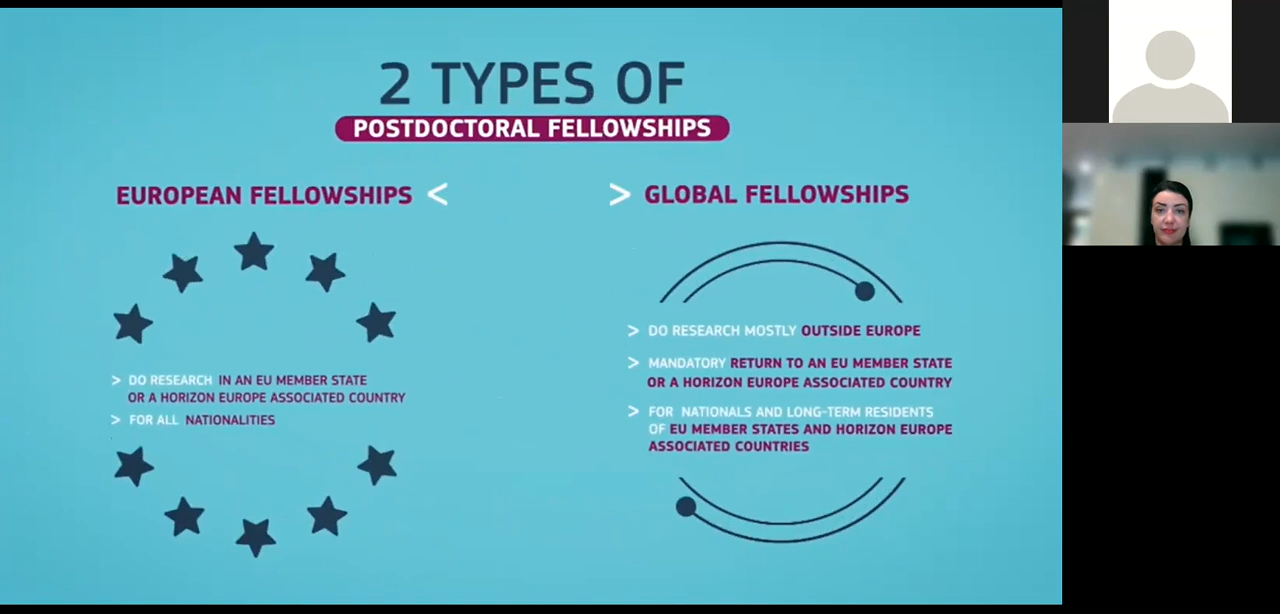 2 TYPES OF
POSTDOCTORAL FELLOWSHIPS
EUROPEAN FELLOWSHIPS <
> DO RESEARCH IN AN EU MEMBER STATE
OR A HORIZON EUROPE ASSOCIATED COUNTRY
> FOR ALL NATIONALITIES
> GLOBAL FELLOWSHIPS
> DO RESEARCH MOSTLY OUTSIDE EUROPE
> MANDATORY RETURN TO AN EU MEMBER STATE
OR A HORIZON EUROPE ASSOCIATED COUNTRY
> FOR NATIONALS AND LONG-TERM RESIDENTS
OF EU MEMBER STATES AND HORIZON EUROPE
ASSOCIATED COUNTRIES